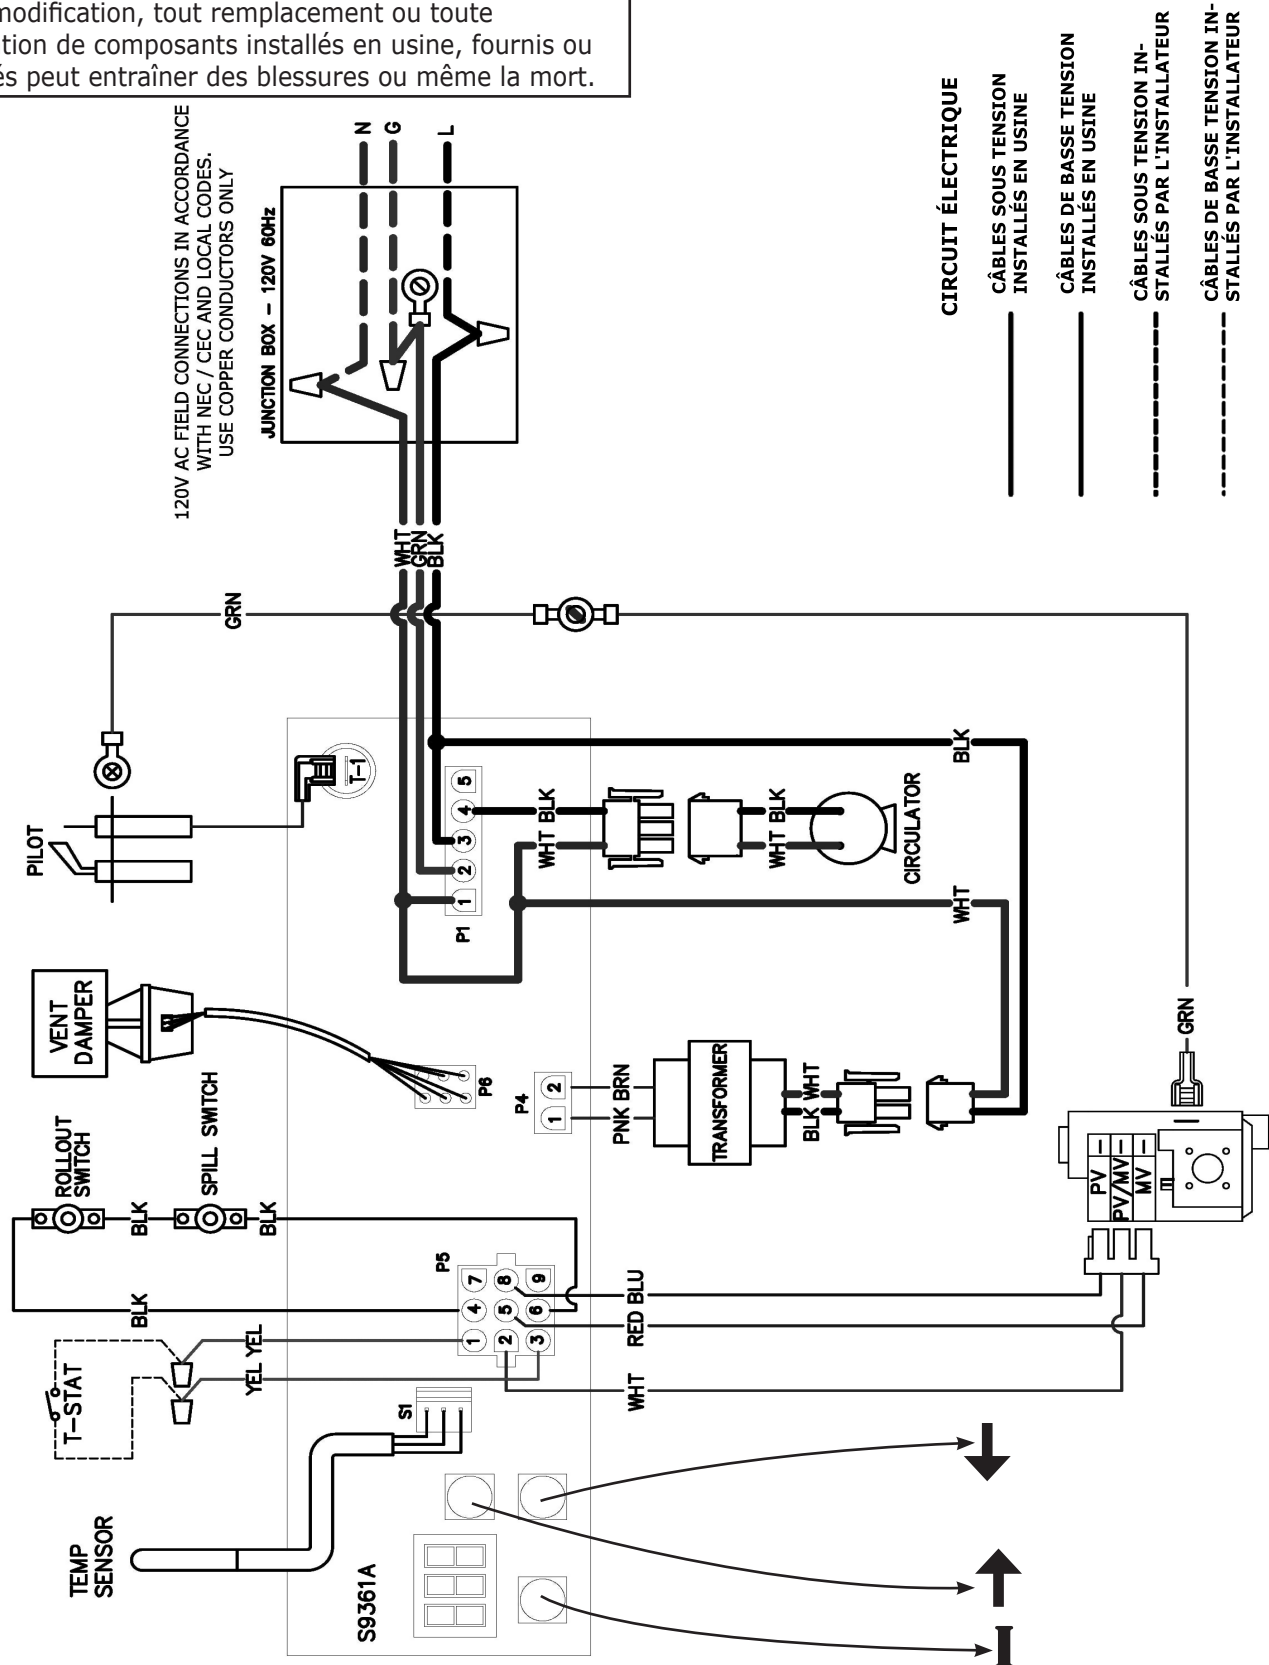 modification, tout remplacement ou toute
tion de composants installés en usine, fournis ou
és peut entraîner des blessures ou même la mort.
120V AC FIELD CONNECTIONS IN ACCORDANCE
WITH NEC / CEC AND LOCAL CODES.
USE COPPER CONDUCTORS ONLY
JUNCTION BOX – 120V 60Hz
N
G
L
WHT
GRN
BLK
GRN
PILOT
T-1
P1
1
2
3
4
5
WHT
BLK
WHT
BLK
CIRCULATOR
BLK
WHT
VENT
DAMPER
P6
P4
1
2
PNK
BRN
TRANSFORMER
BLK
WHT
ROLLOUT
SWITCH
SPILL SWITCH
BLK
BLK
BLK
P5
7
8
9
4
5
6
1
2
3
T-STAT
YEL
YEL
RED
BLU
WHT
S1
TEMP
SENSOR
S9361A
PV
PV/MV
MV
GRN
CIRCUIT ÉLECTRIQUE
CÂBLES SOUS TENSION
INSTALLÉS EN USINE
CÂBLES DE BASSE TENSION
INSTALLÉS EN USINE
CÂBLES SOUS TENSION IN-
STALLÉS PAR L'INSTALLATEUR
CÂBLES DE BASSE TENSION IN-
STALLÉS PAR L'INSTALLATEUR